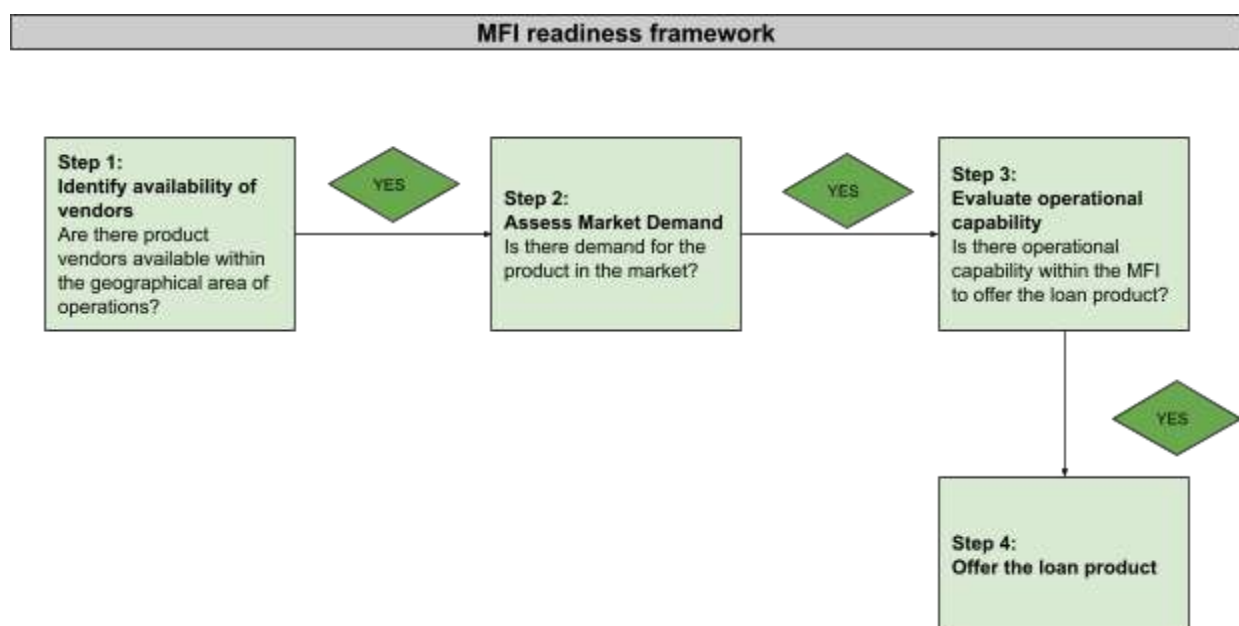 MFI readiness framework
Step 1:
Identify availability of
vendors
Are there product
vendors available within
the geographical area of
operations?
YES
Step 2:
Assess Market Demand
Is there demand for the
product in the market?
YES
Step 3:
Evaluate operational
capability
Is there operational
capability within the MFI
to offer the loan product?
YES
Step 4:
Offer the loan product